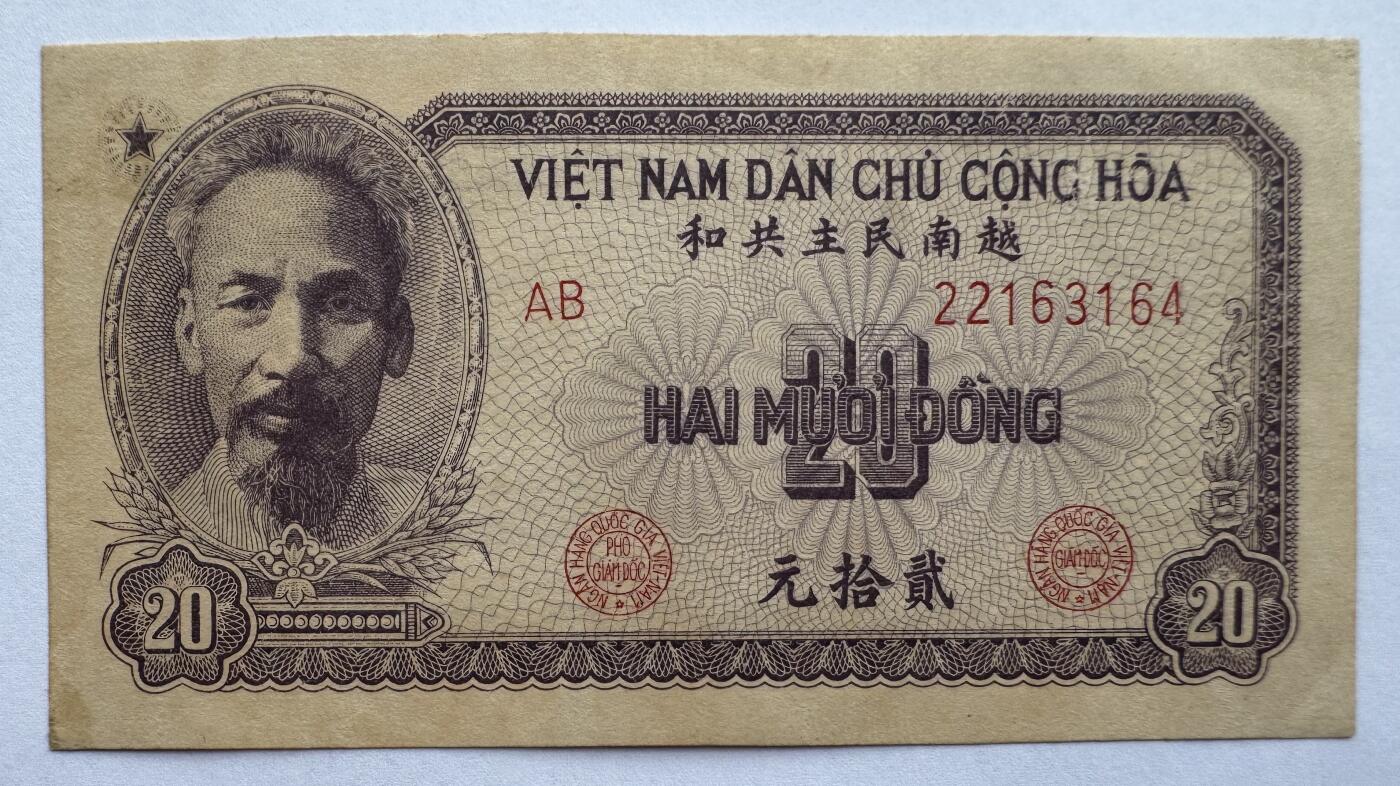 VIỆT NAM DÂN CHỦ CỘNG HÒA
和共主民南越
AB 22163164
20
HAI MƯƠI ĐỒNG
NGÂN HÀNG QUỐC GIA VIỆT-NAM
PHÓ
GIÁM ĐỐC
NGÂN HÀNG QUỐC GIA VIỆT-NAM
GIÁM ĐỐC
元拾貳
20
20